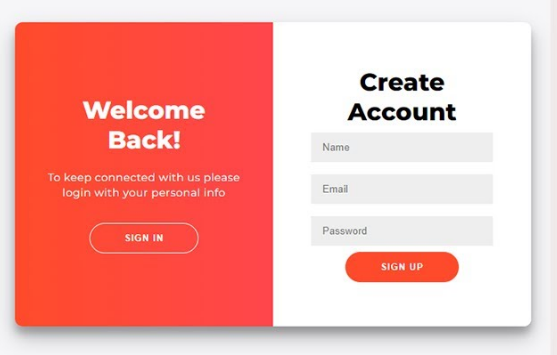 Welcome
Back!
To keep connected with us please
login with your personal info
SIGN IN
Create
Account
Name
Email
Password
SIGN UP